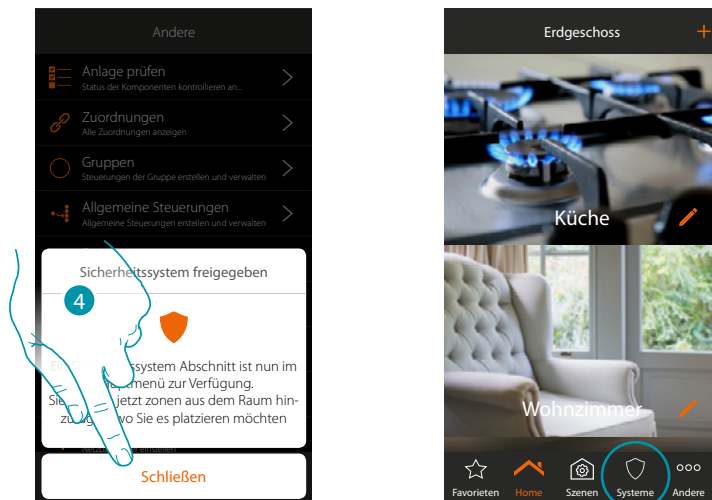 Andere
Anlage prüfen
Status der Komponenten kontrollieren an...
Zuordnungen
Alle Zuordnungen anzeigen
Gruppen
Steuerungen der Gruppe erstellen und verwalten
Allgemeine Steuerungen
Allgemeine Steuerungen erstellen und verwalten
Sicherheitssystem freigegeben
4
ssystem Abschnitt ist nun im
menü zur Verfügung.
jetzt zonen aus dem Raum hin-
wo Sie es platzieren möchten
Schließen
Erdgeschoss
Küche
Wohnzimmer
Favoriten
Home
Szenen
Systeme
Andere